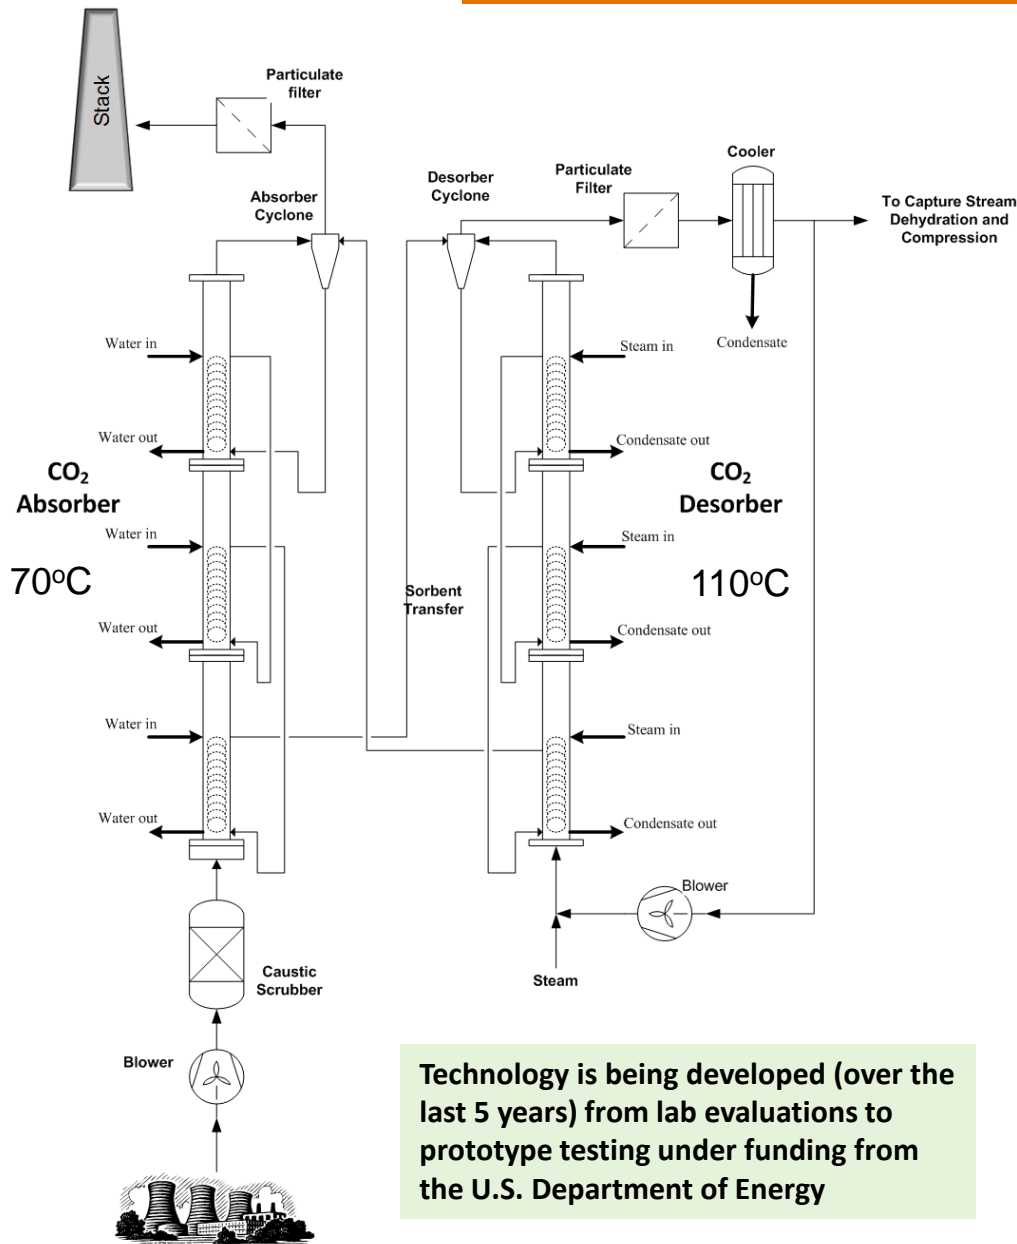 Stack
Particulate
filter
Absorber
Cyclone
Desorber
Cyclone
Particulate
Filter
Cooler
To Capture Stream
Dehydration and
Compression
Condensate
Water in
Water out
CO₂
Absorber
70ºC
Water in
Water out
Water in
Water out
Sorbent
Transfer
Steam in
Condensate out
CO₂
Desorber
110ºC
Steam in
Condensate out
Steam in
Condensate out
Blower
Steam
Caustic
Scrubber
Blower
Technology is being developed (over the
last 5 years) from lab evaluations to
prototype testing under funding from
the U.S. Department of Energy